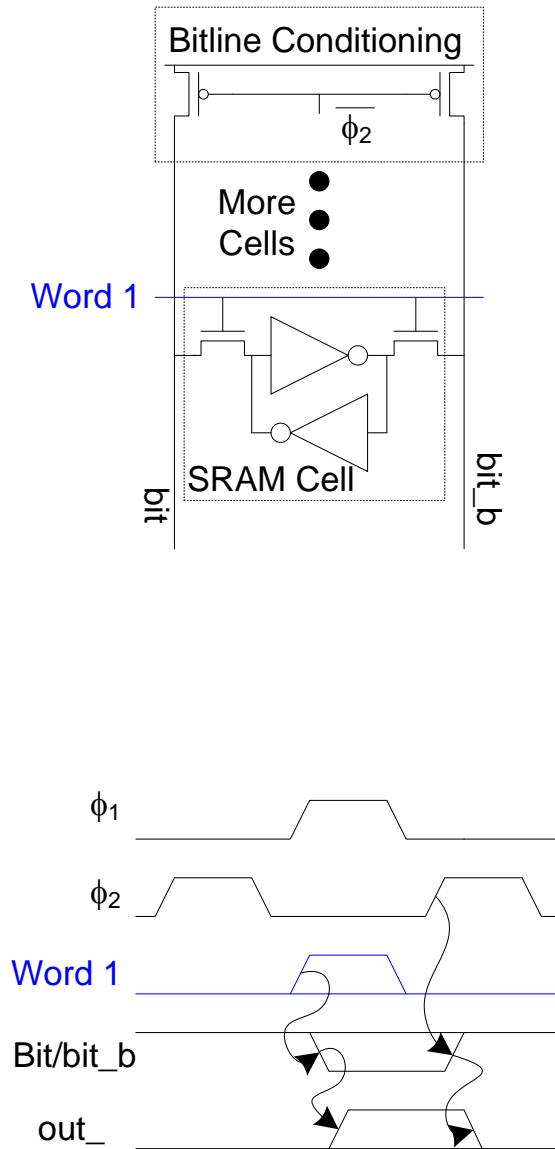 Bitline Conditioning
ϕ₂
More
Cells
Word 1
SRAM Cell
bit
bit_b
ϕ₁
ϕ₂
Word 1
Bit/bit_b
out_